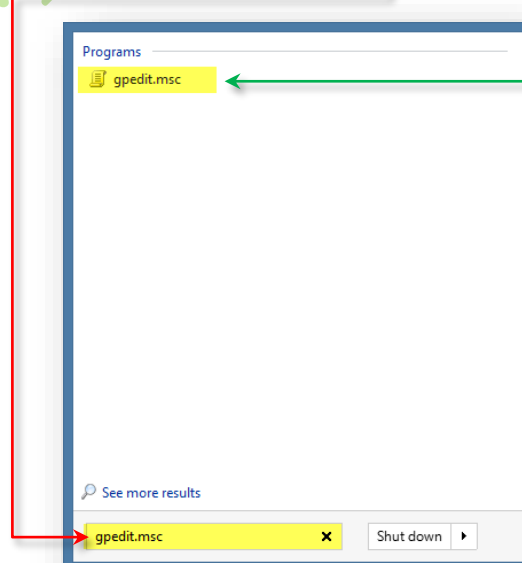 Programs
gpedit.msc
See more results
gpedit.msc
Shut down